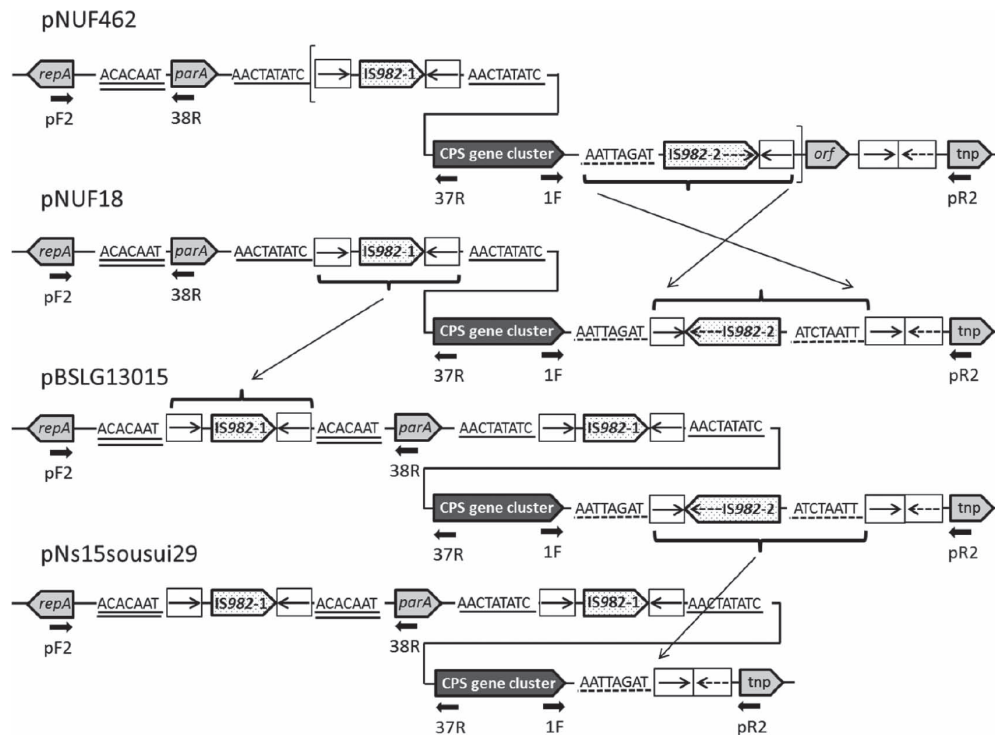 pNUF462
repA ACACAAT parA AACTATATC IS982-1 AACTATATC
pF2 38R
CPS gene cluster AATTAGAT IS982-2 orf tnp
37R 1F pR2
pNUF18
repA ACACAAT parA AACTATATC IS982-1 AACTATATC
pF2 38R
CPS gene cluster AATTAGAT IS982-2 ATCTAATT tnp
37R 1F pR2
pBSLG13015
repA ACACAAT IS982-1 ACACAAT parA AACTATATC IS982-1 AACTATATC
pF2 38R
CPS gene cluster AATTAGAT IS982-2 ATCTAATT tnp
37R 1F pR2
pNs15sousui29
repA ACACAAT IS982-1 ACACAAT parA AACTATATC IS982-1 AACTATATC
pF2 38R
CPS gene cluster AATTAGAT tnp
37R 1F pR2